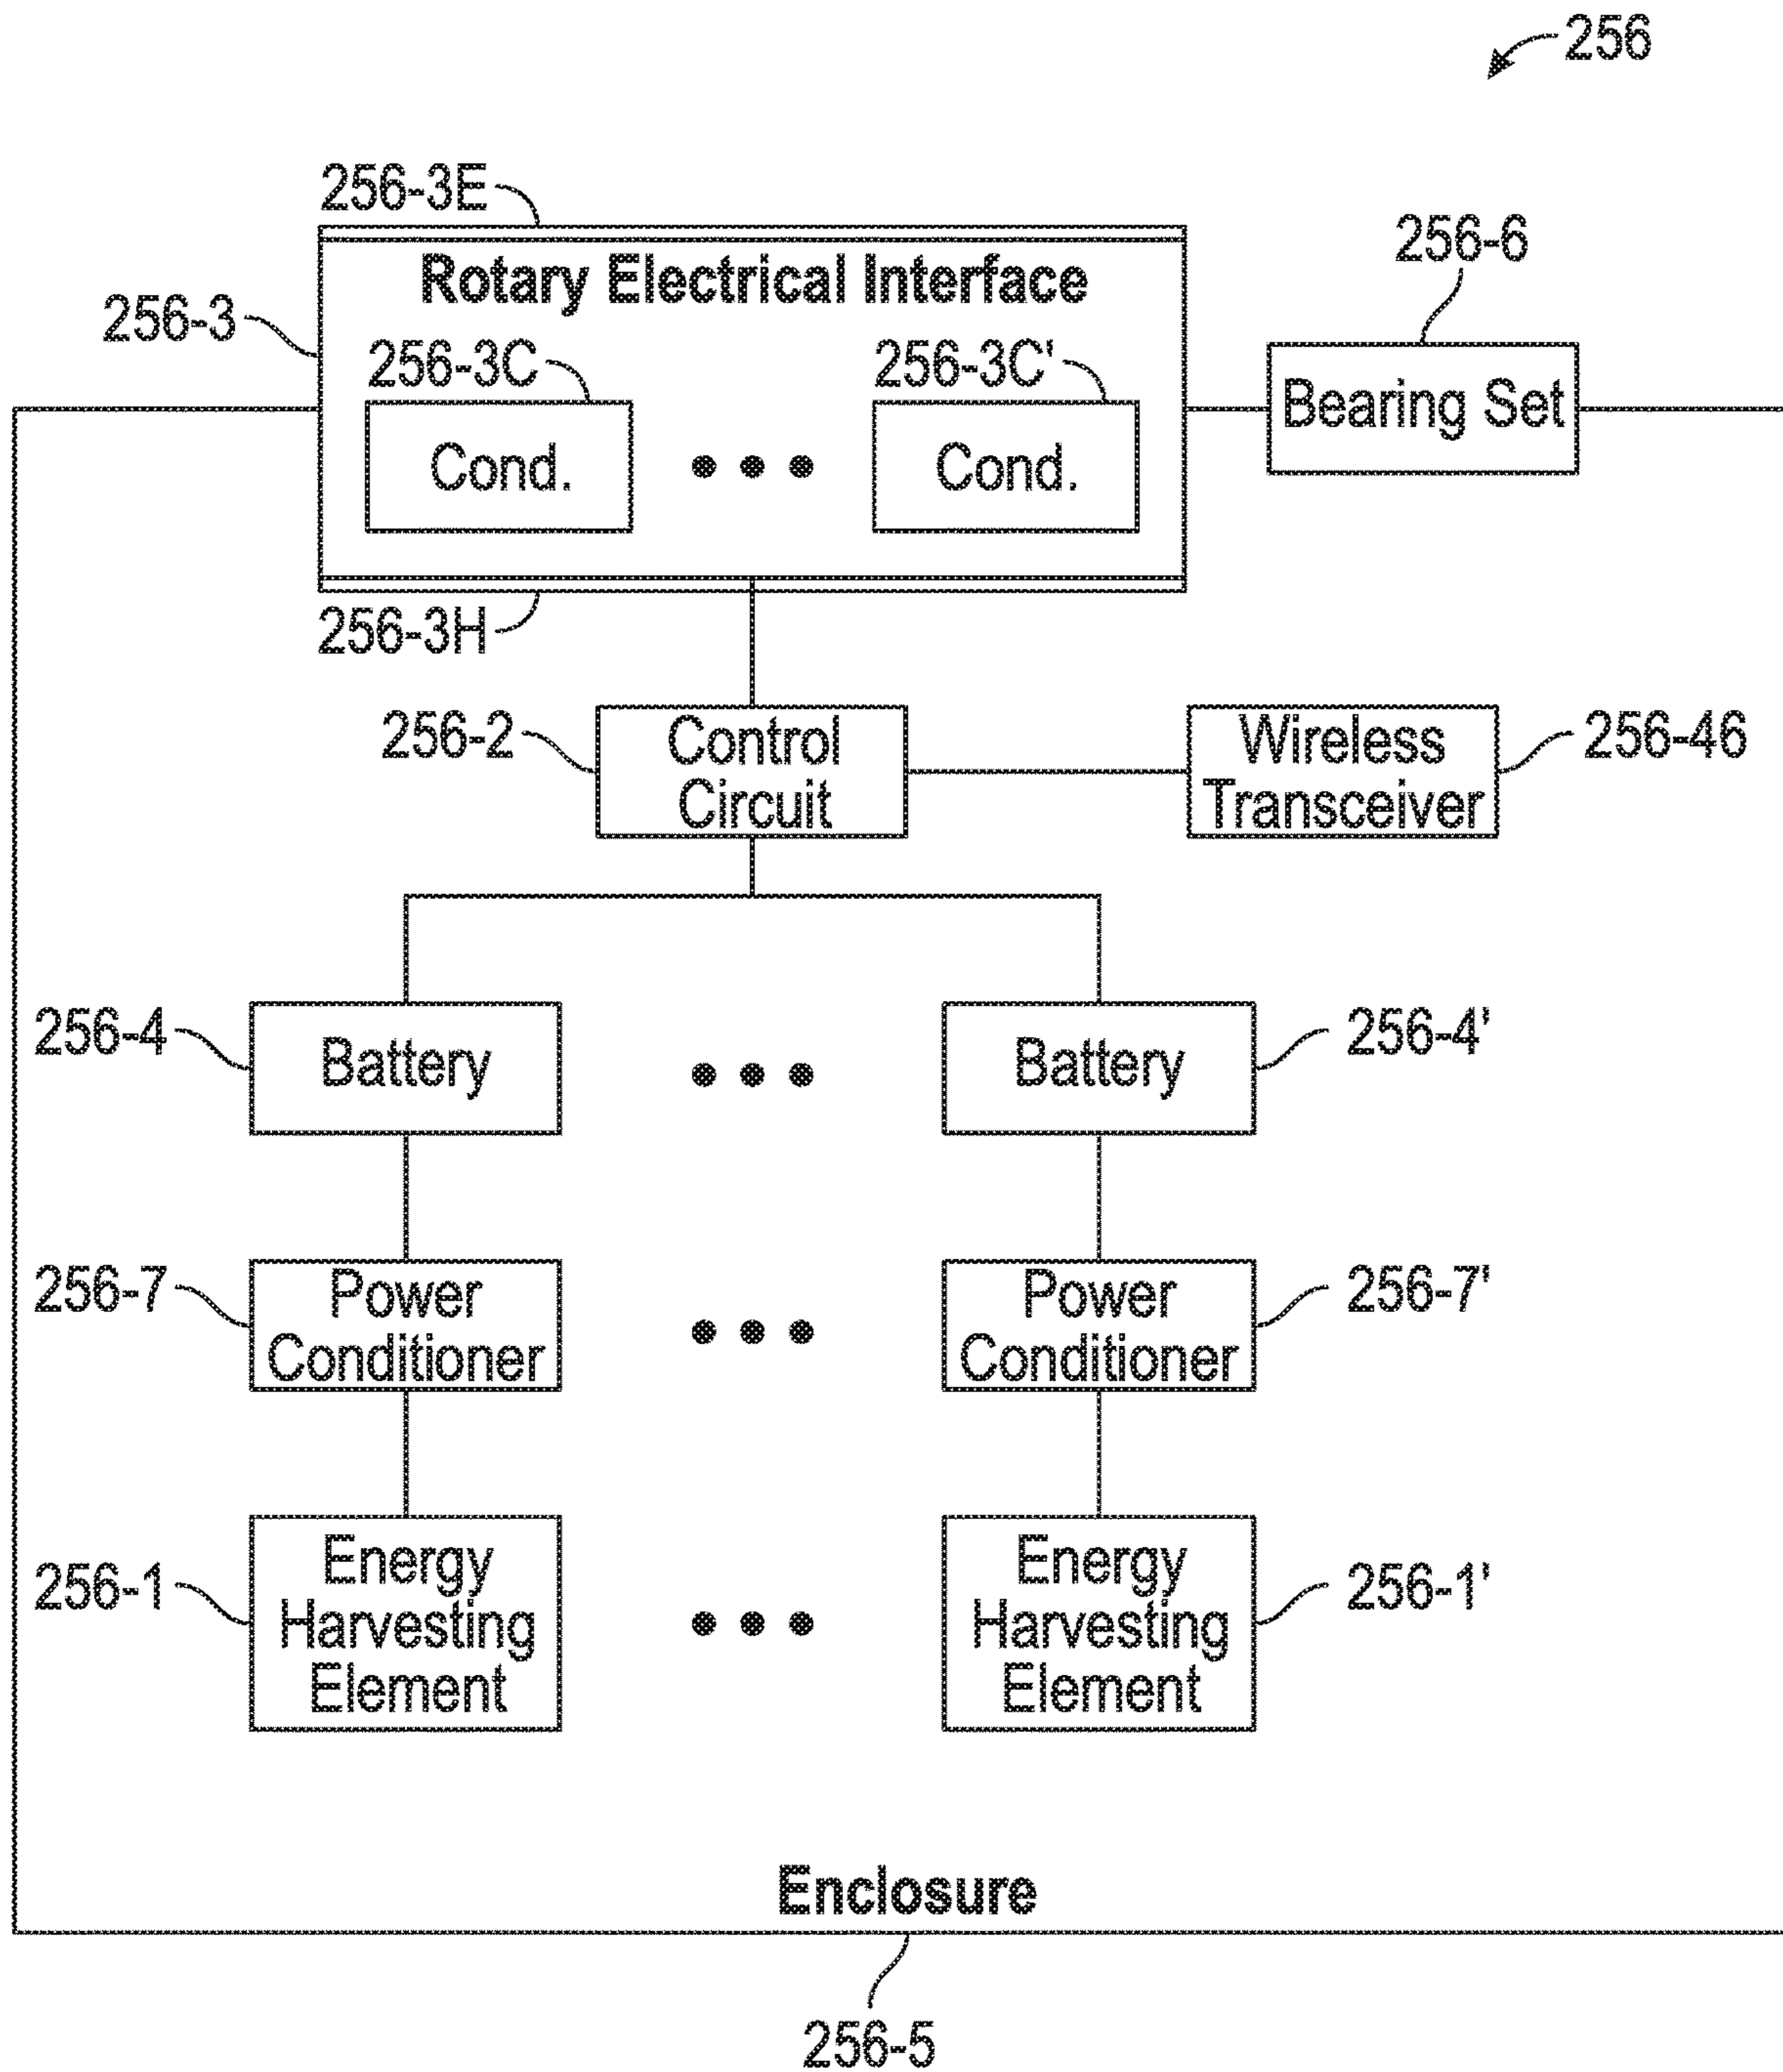 256
256-3E
256-6
Rotary Electrical Interface
256-3
256-3C
256-3C'
Bearing Set
Cond.
Cond.
256-3H
256-2
Control
Circuit
Wireless
Transceiver
256-46
256-4
Battery
Battery
256-4'
256-7
Power
Conditioner
Power
Conditioner
256-7'
256-1
Energy
Harvesting
Element
Energy
Harvesting
Element
256-1'
Enclosure
256-5